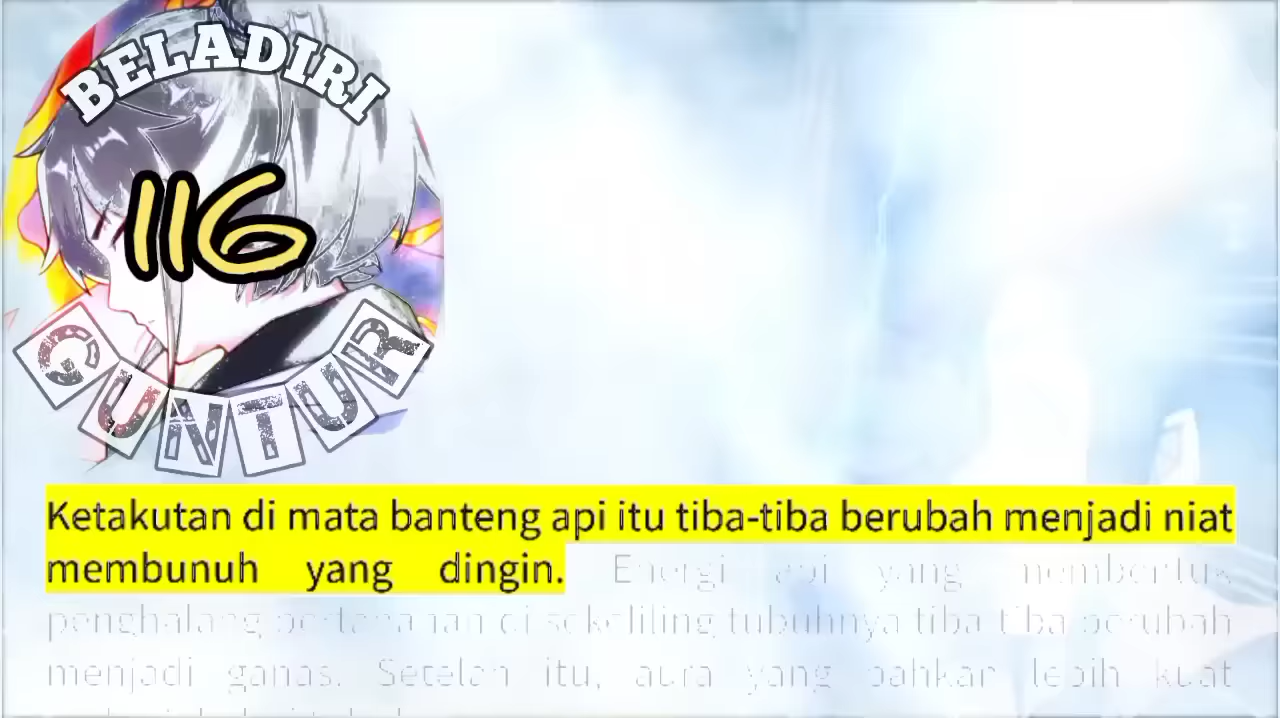 BELADIRI
116
GUNTUR
Ketakutan di mata banteng api itu tiba-tiba berubah menjadi niat
membunuh yang dingin. Energi api yang membentuk
penghalang pertahanan di sekeliling tubuhnya tiba-tiba berubah
menjadi ganas. Setelah itu, aura yang bahkan lebih kuat